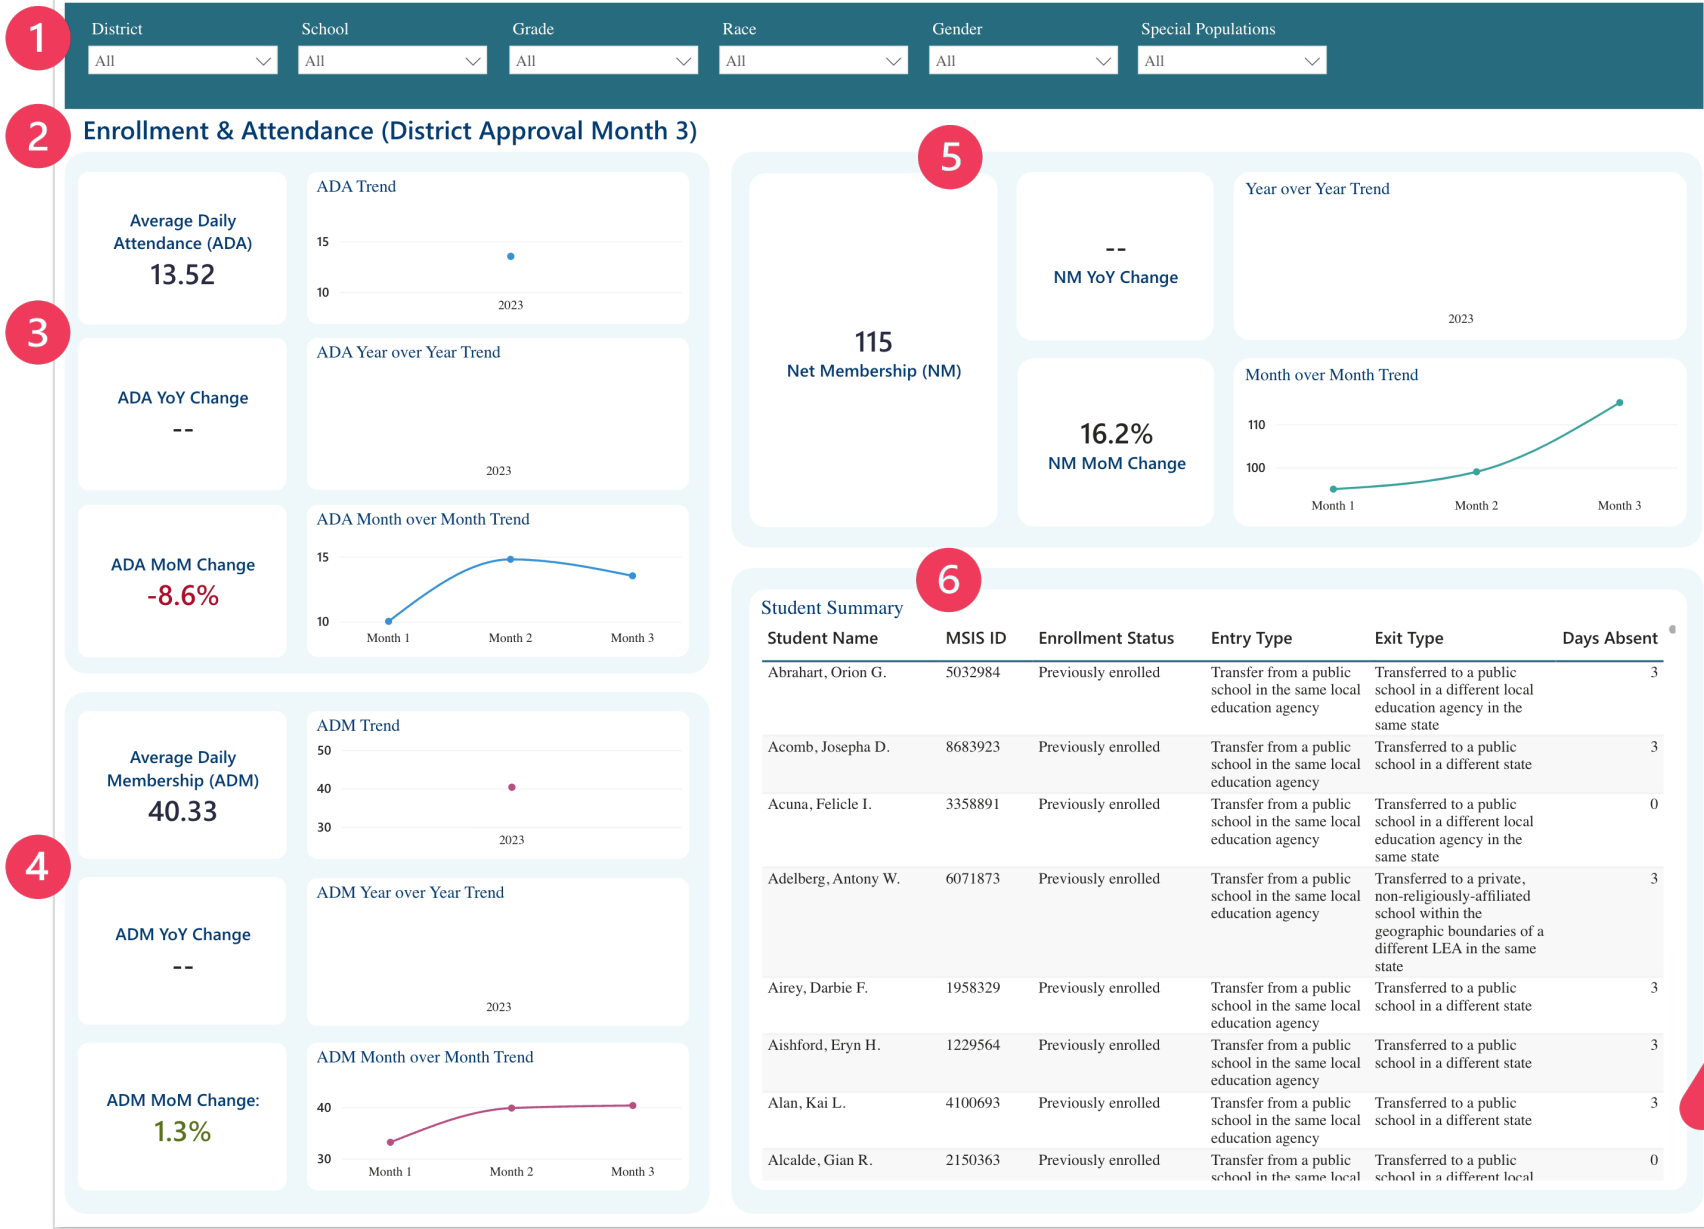 1
District
School
Grade
Race
Gender
Special Populations
All
All
All
All
All
All
2
Enrollment & Attendance (District Approval Month 3)
3
Average Daily
Attendance (ADA)
13.52
ADA Trend
15
10
2023
ADA YoY Change
--
ADA Year over Year Trend
2023
ADA MoM Change
-8.6%
ADA Month over Month Trend
15
10
Month 1
Month 2
Month 3
4
Average Daily
Membership (ADM)
40.33
ADM Trend
50
40
30
2023
ADM YoY Change
--
ADM Year over Year Trend
2023
ADM MoM Change:
1.3%
ADM Month over Month Trend
40
30
Month 1
Month 2
Month 3
5
115
Net Membership (NM)
--
NM YoY Change
Year over Year Trend
2023
16.2%
NM MoM Change
Month over Month Trend
110
100
Month 1
Month 2
Month 3
6
Student Summary
Student Name MSIS ID Enrollment Status Entry Type Exit Type Days Absent
Abrahart, Orion G. 5032984 Previously enrolled Transfer from a public Transferred to a public 3
school in the same local school in a different local
education agency education agency in the
same state
Acomb, Josepha D. 8683923 Previously enrolled Transfer from a public Transferred to a public 3
school in the same local school in a different state
education agency
Acuna, Felicle I. 3358891 Previously enrolled Transfer from a public Transferred to a public 0
school in the same local school in a different local
education agency education agency in the
same state
Adelberg, Antony W. 6071873 Previously enrolled Transfer from a public Transferred to a private, 3
school in the same local non-religiously-affiliated
education agency school within the
geographic boundaries of a
different LEA in the same
state
Airey, Darbie F. 1958329 Previously enrolled Transfer from a public Transferred to a public 3
school in the same local school in a different state
education agency
Aishford, Eryn H. 1229564 Previously enrolled Transfer from a public Transferred to a public 3
school in the same local school in a different state
education agency
Alan, Kai L. 4100693 Previously enrolled Transfer from a public Transferred to a public 3
school in the same local school in a different state
education agency
Alcalde, Gian R. 2150363 Previously enrolled Transfer from a public Transferred to a public 0
school in the same local school in a different local